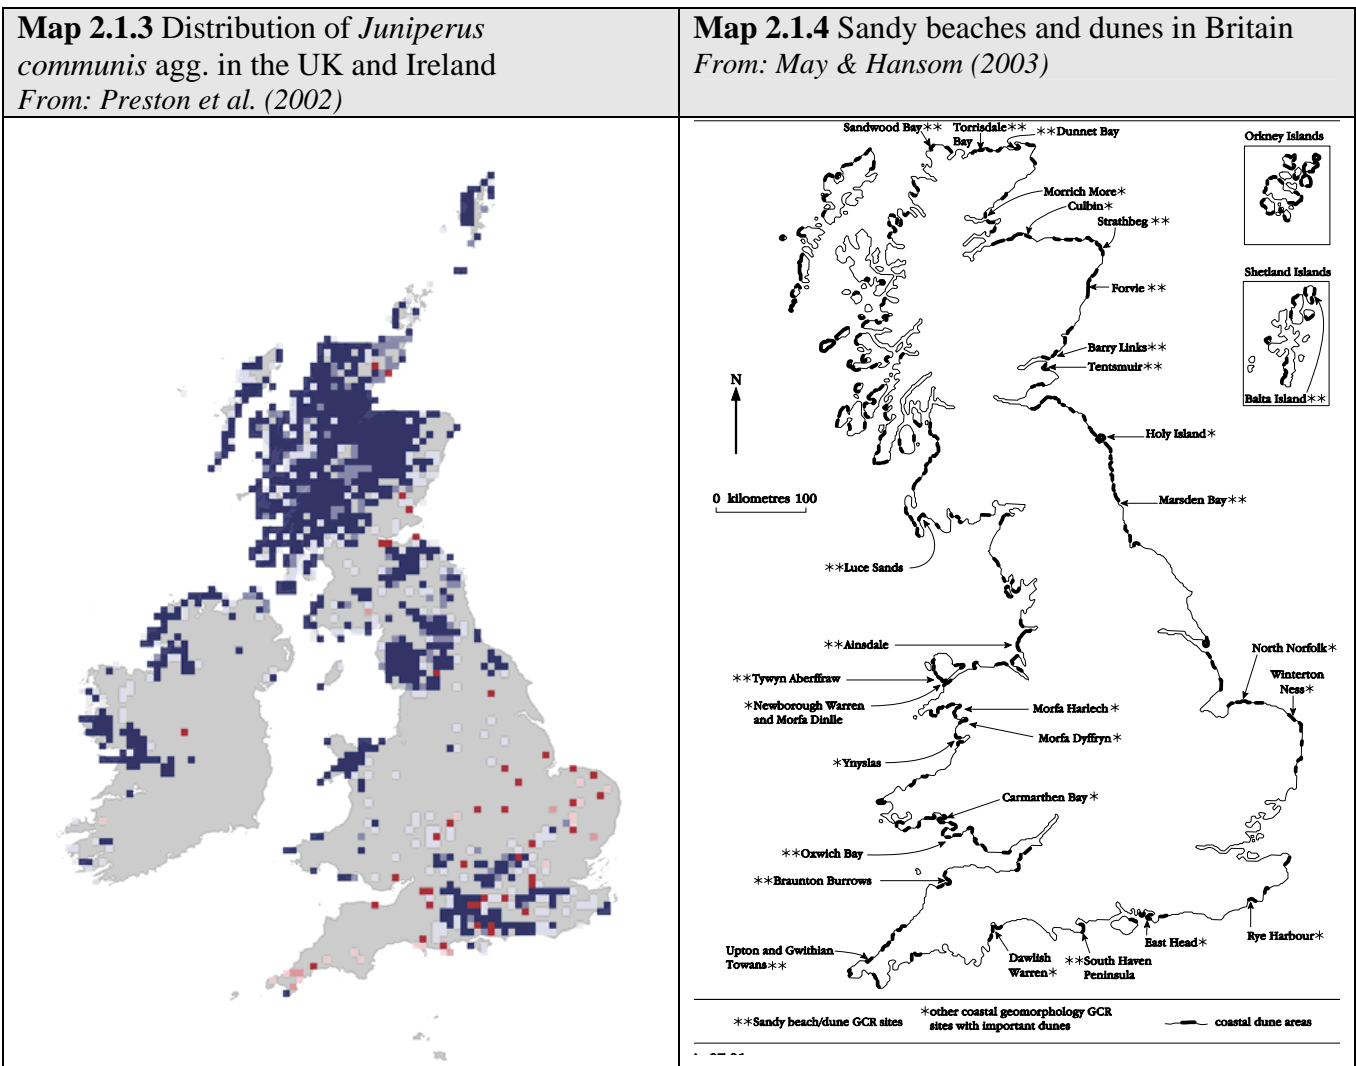 Map 2.1.3 Distribution of Juniperus
communis agg. in the UK and Ireland
From: Preston et al. (2002)
Map 2.1.4 Sandy beaches and dunes in Britain
From: May & Hansom (2003)
Sandwood Bay**
Torrisdale**
Bay
**Dunnet Bay
Orkney Islands
Morrich More*
Culbin*
Strathbeg **
Shetland Islands
Forvie **
Barry Links**
Tentsmuir**
Balta Island**
N
Holy Island*
0 kilometres 100
Marsden Bay**
**Luce Sands
**Ainsdale
North Norfolk*
**Tywyn Aberffraw
Winterton
Ness*
*Newborough Warren
and Morfa Dinlle
Morfa Harlech*
Morfa Dyffryn*
*Ynyslas
Carmarthen Bay*
**Oxwich Bay
**Braunton Burrows
Upton and Gwithian
Towans**
Dawlish
Warren*
**South Haven
Peninsula
East Head*
Rye Harbour*
**Sandy beach/dune GCR sites
*other coastal geomorphology GCR
sites with important dunes
coastal dune areas